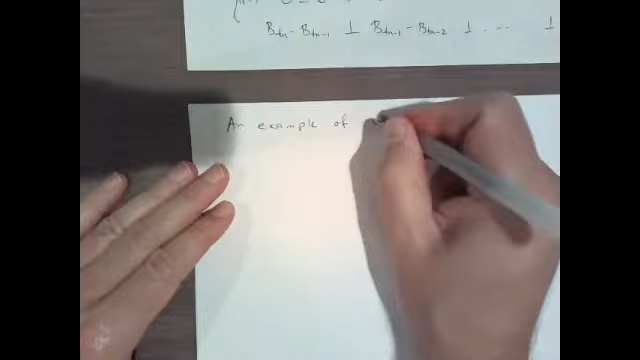 B_{tn} - B_{tn-1} ⊥ B_{tn-1} - B_{tn-2} ⊥ ... ⊥
An example of